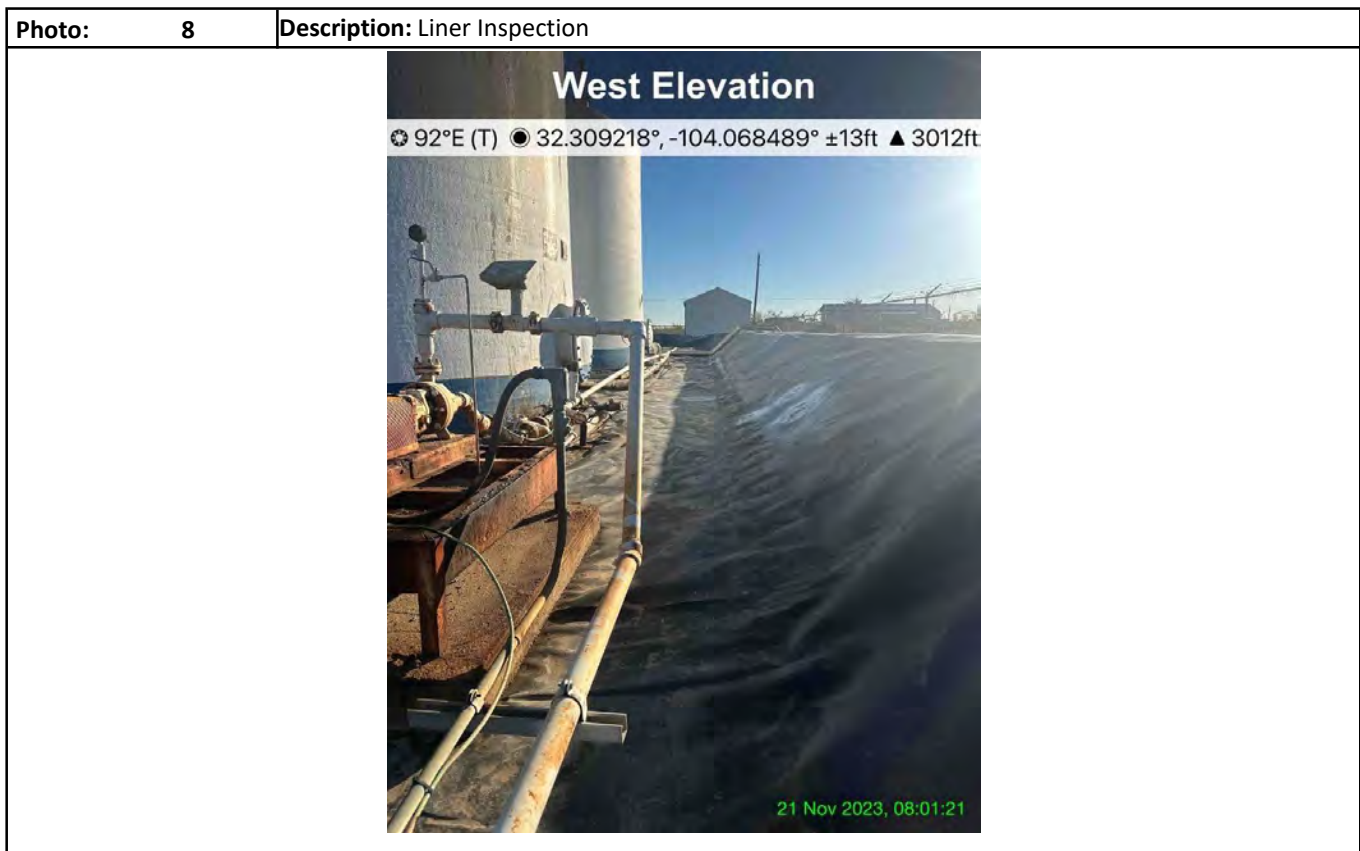 Photo: 8 Description: Liner Inspection
West Elevation
92°E (T) 32.309218°, -104.068489° ±13ft ▲ 3012ft
21 Nov 2023, 08:01:21